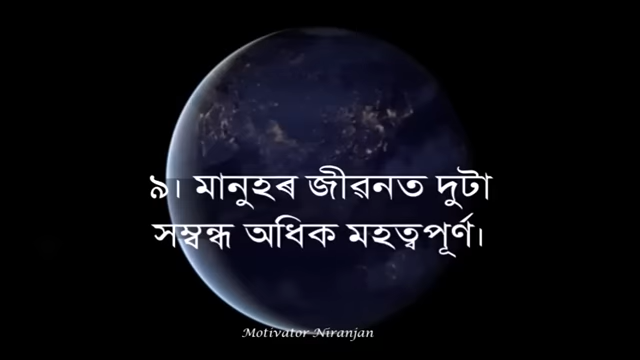 ৯। মানুহৰ জীৱনত দুটা
সম্বন্ধ অধিক মহত্বপূৰ্ণ।
Motivator Niranjan